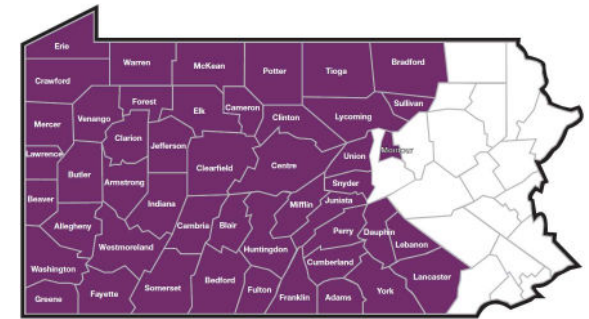 Erie
Warren
McKean
Potter
Tioga
Bradford
Crawford
Forest
Elk
Cameron
Sullivan
Mercer
Venango
Clinton
Lycoming
Clarion
Jefferson
Lawrence
Butler
Armstrong
Clearfield
Centre
Union
Montour
Snyder
Beaver
Indiana
Mifflin
Juniata
Allegheny
Cambria
Blair
Perry
Dauphin
Westmoreland
Huntingdon
Lebanon
Washington
Cumberland
Lancaster
Somerset
Bedford
Fulton
York
Greene
Fayette
Franklin
Adams